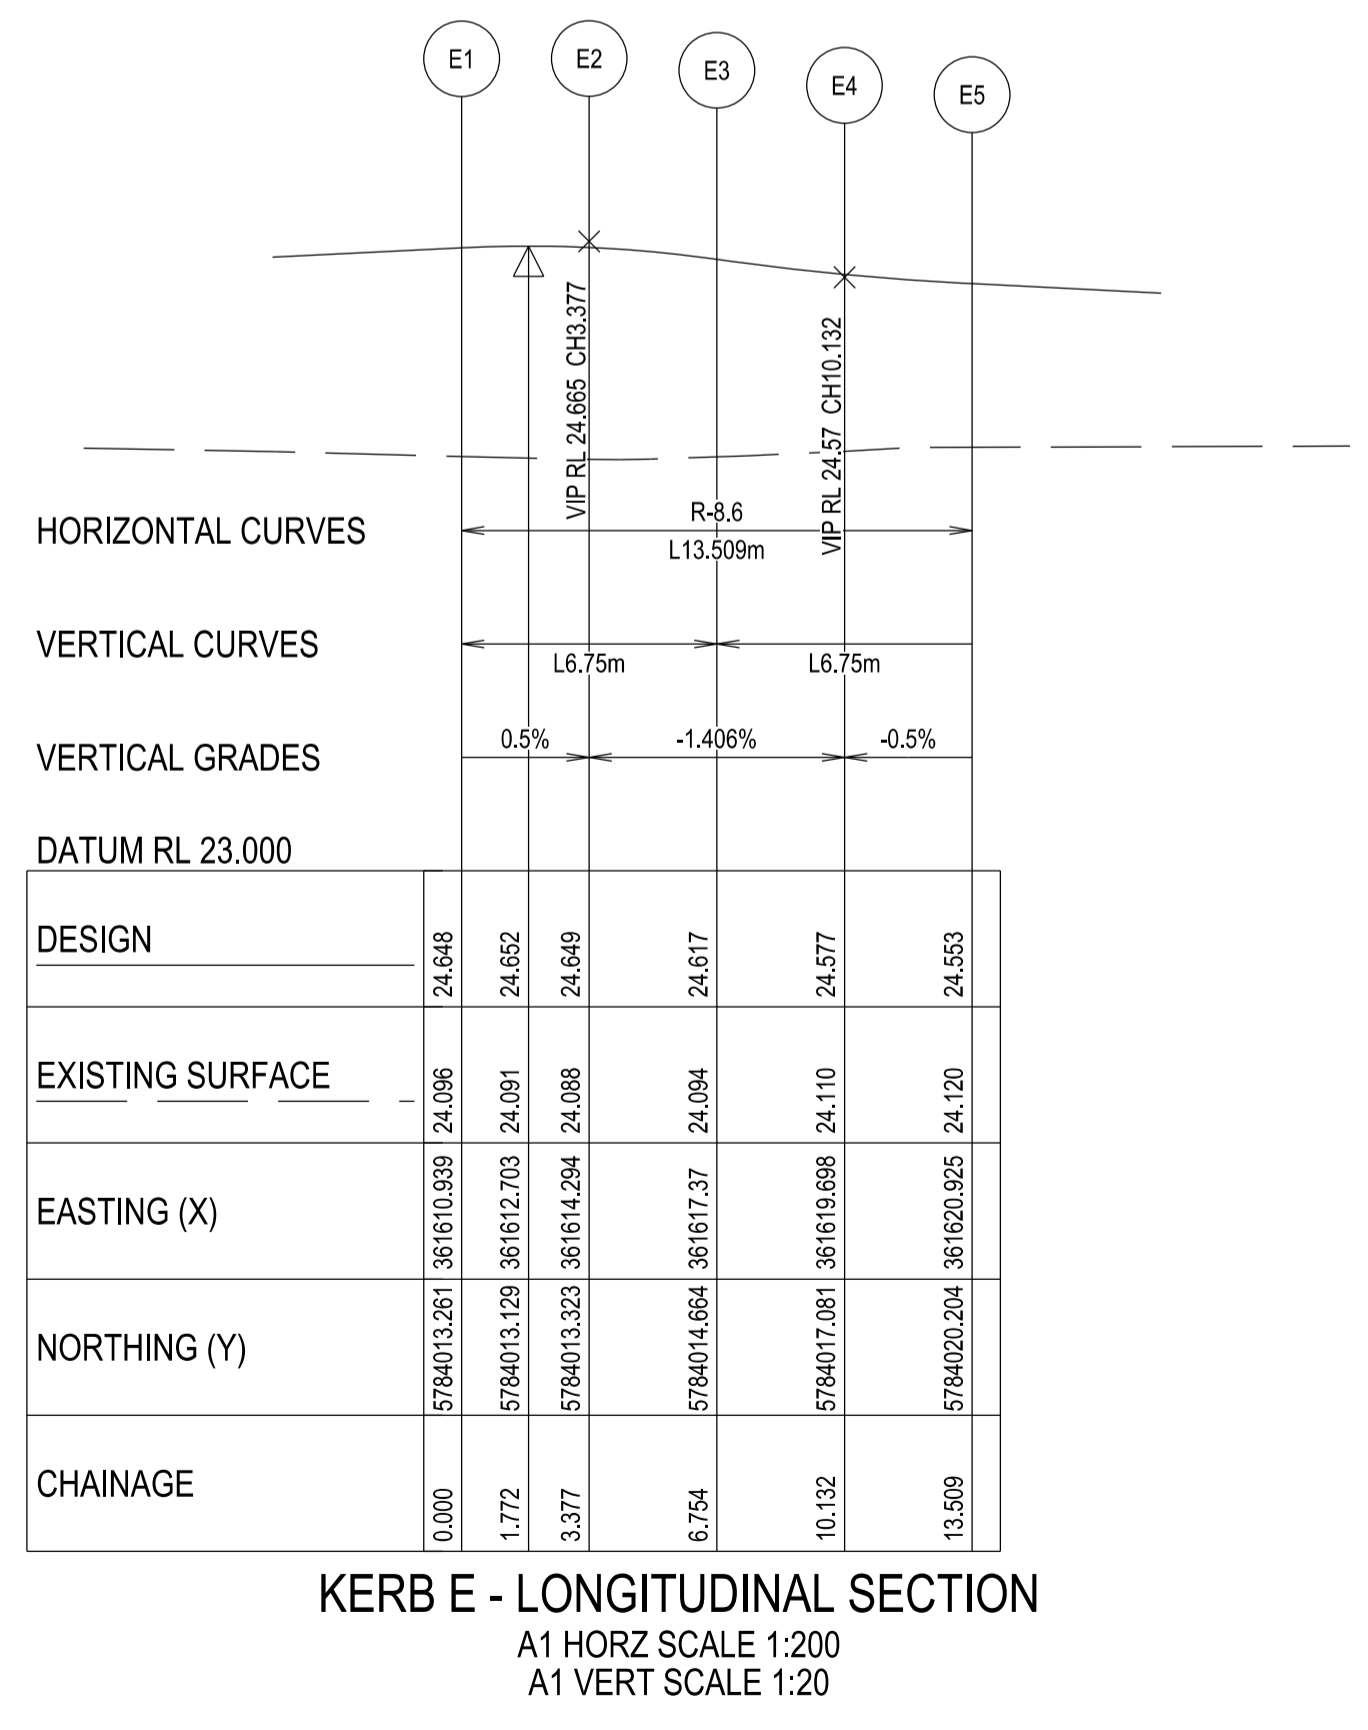 E1 E2 E3 E4 E5
VIP RL 24.665 CH3.377
VIP RL 24.57 CH10.132
HORIZONTAL CURVES
R-8.6
L13.509m
VERTICAL CURVES
L6.75m L6.75m
VERTICAL GRADES
0.5% -1.406% -0.5%
DATUM RL 23.000
DESIGN 24.648 24.652 24.649 24.617 24.577 24.553
EXISTING SURFACE 24.096 24.091 24.088 24.094 24.110 24.120
EASTING (X) 361610.939 361612.703 361614.294 361617.37 361619.698 361620.925
NORTHING (Y) 5784013.261 5784013.129 5784013.323 5784014.664 5784017.081 5784020.204
CHAINAGE 0.000 1.772 3.377 6.754 10.132 13.509
KERB E - LONGITUDINAL SECTION
A1 HORZ SCALE 1:200
A1 VERT SCALE 1:20